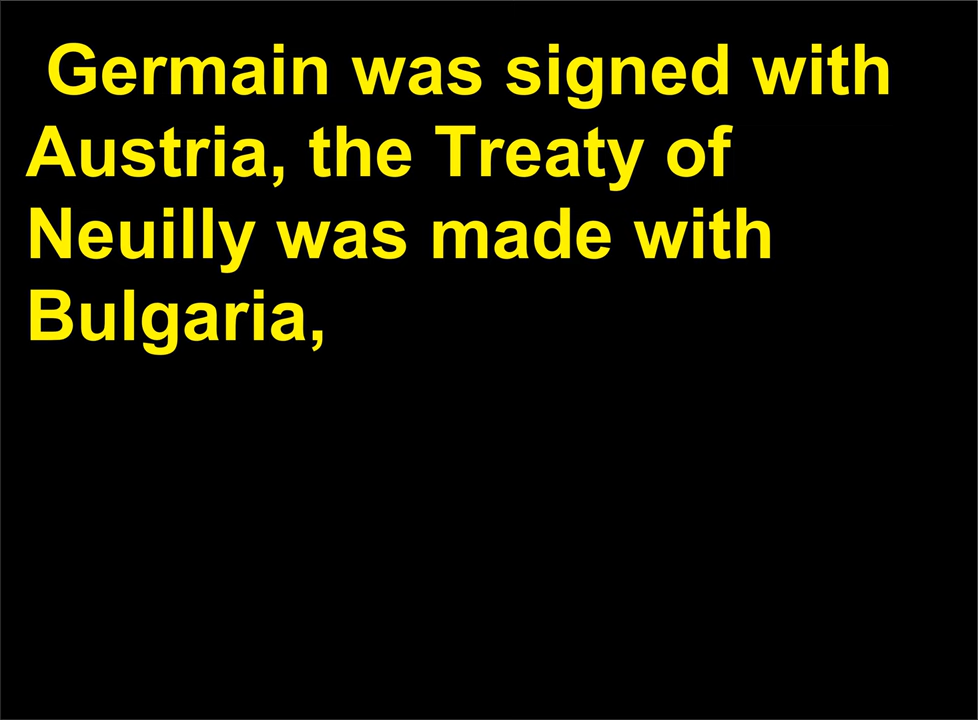 Germain was signed with
Austria, the Treaty of
Neuilly was made with
Bulgaria,